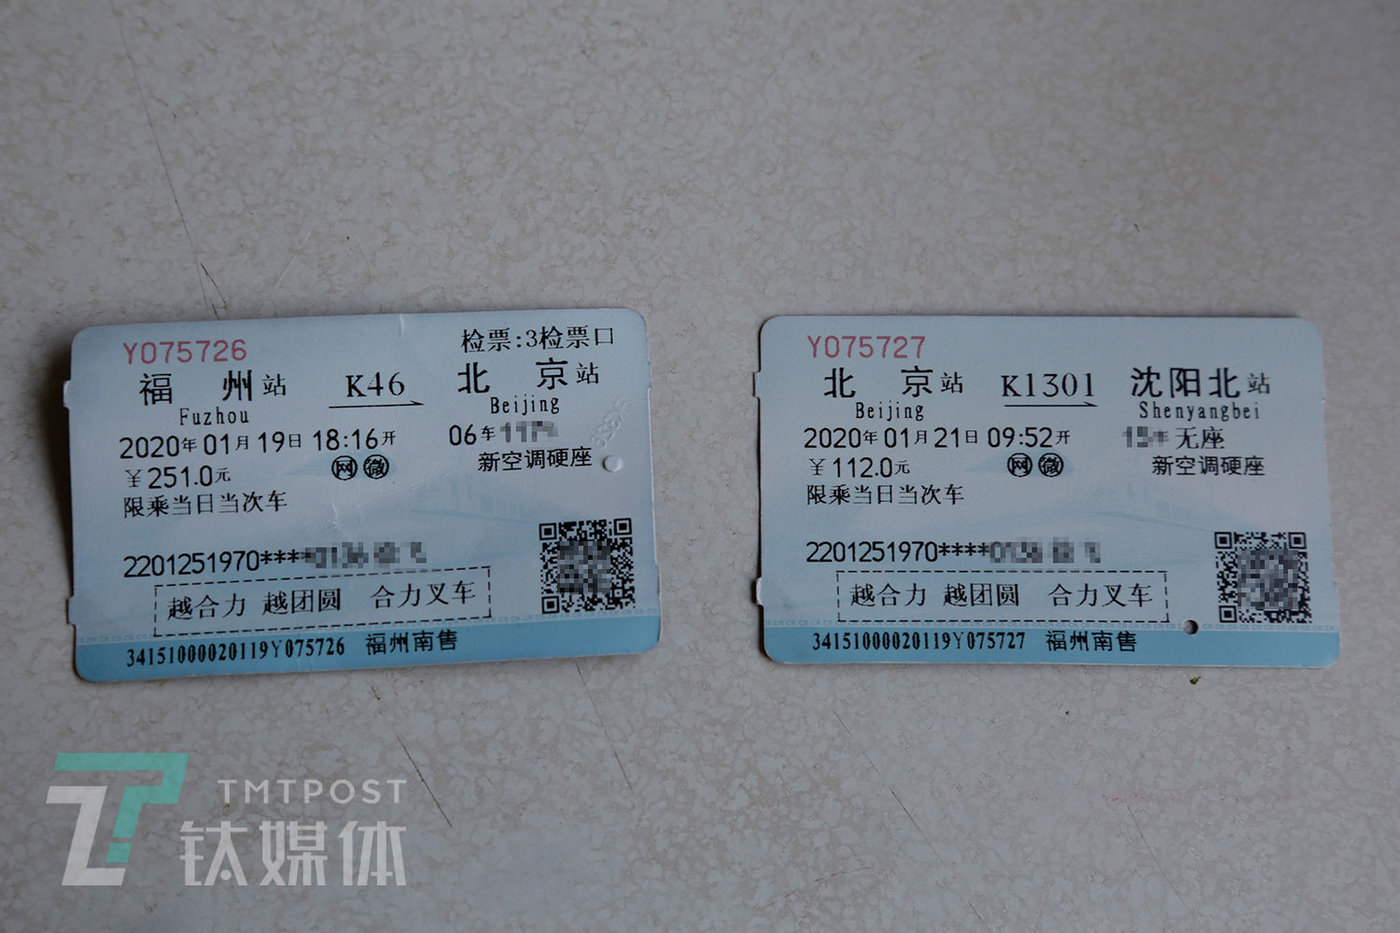 Y075726
检票:3检票口
福州站 K46 北京站
Fuzhou Beijing
2020年01月19日 18:16开 06车
¥251.0元 网 微 新空调硬座
限乘当日当次车
2201251970****
越合力 越团圆 合力叉车
34151000020119Y075726 福州南售
Y075727
北京站 K1301 沈阳北站
Beijing Shenyangbei
2020年01月21日 09:52开 无座
¥112.0元 网 微 新空调硬座
限乘当日当次车
2201251970****
越合力 越团圆 合力叉车
34151000020119Y075727 福州南售
TMTPOST
钛媒体